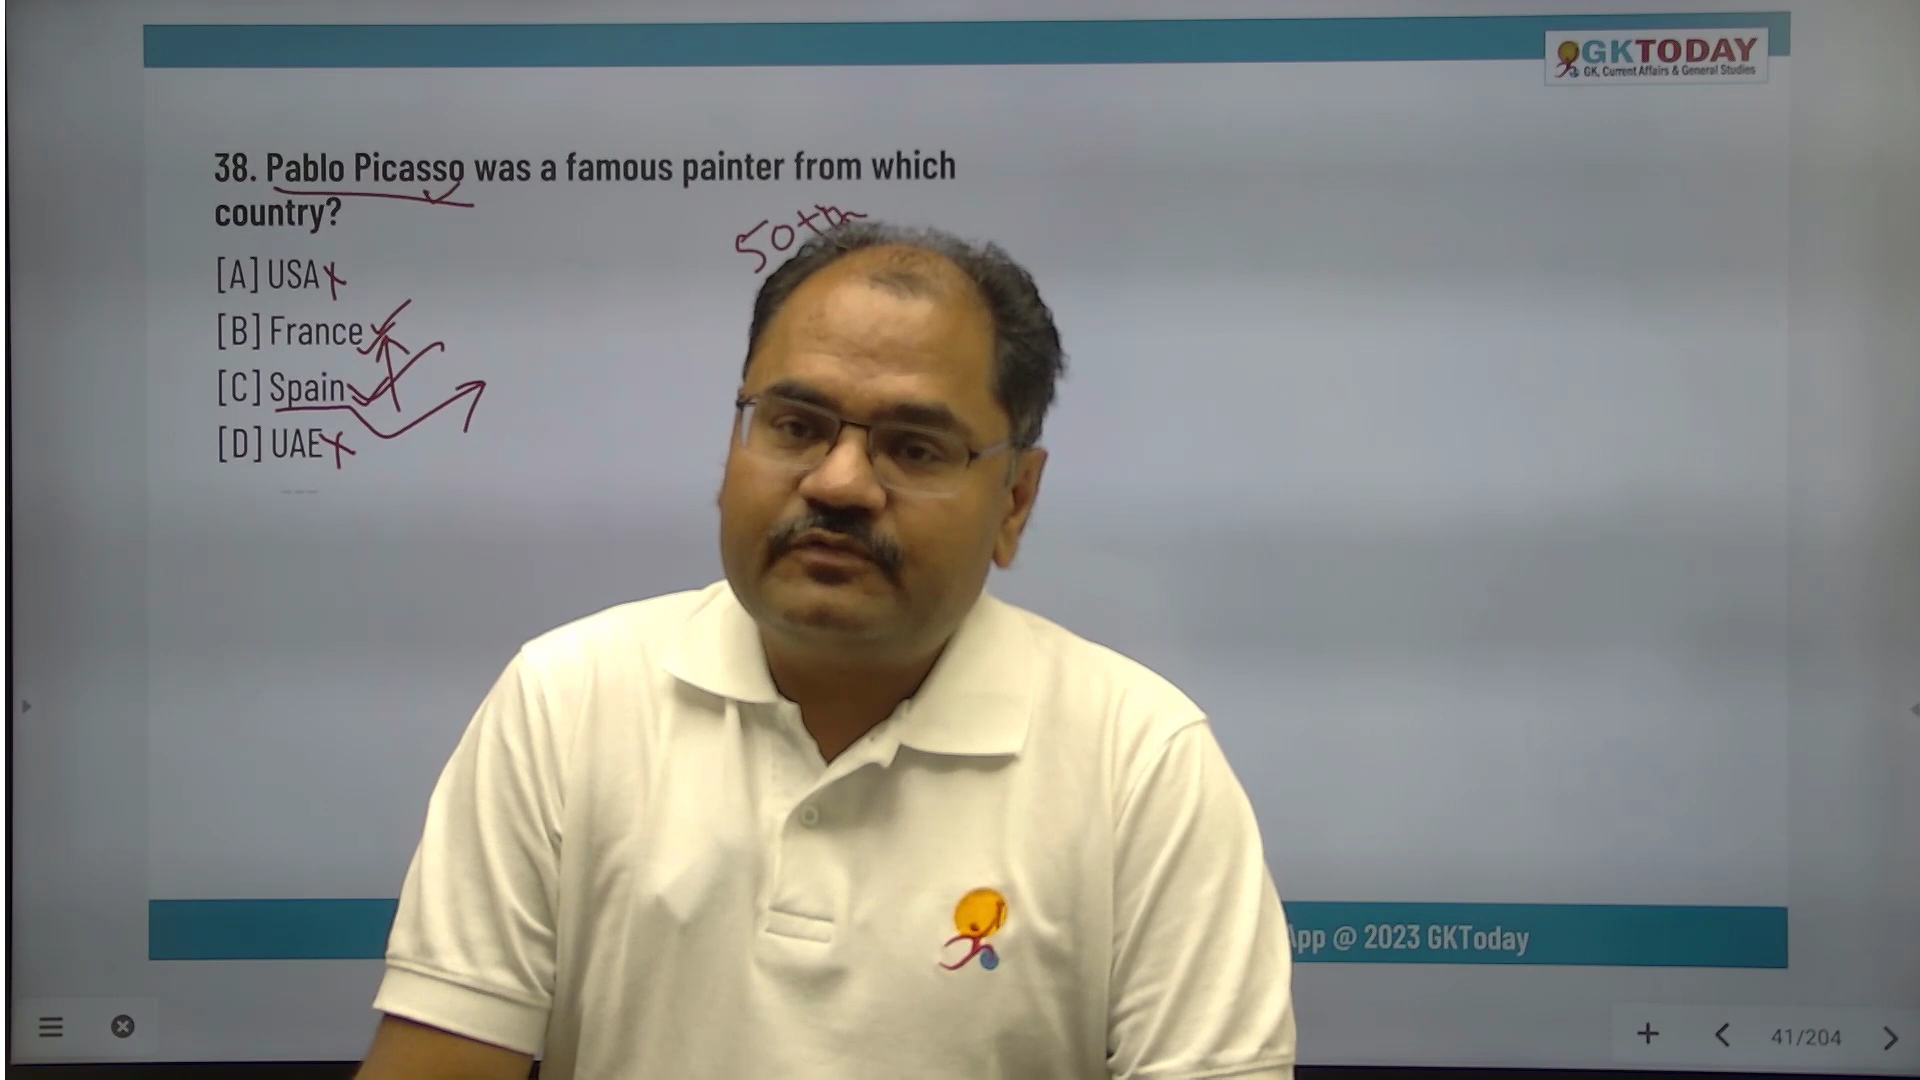 GKTODAY
GK, Current Affairs & General Studies
38. Pablo Picasso was a famous painter from which
country?
50th
[A] USA
[B] France
[C] Spain
[D] UAE
App @ 2023 GKToday
41/204